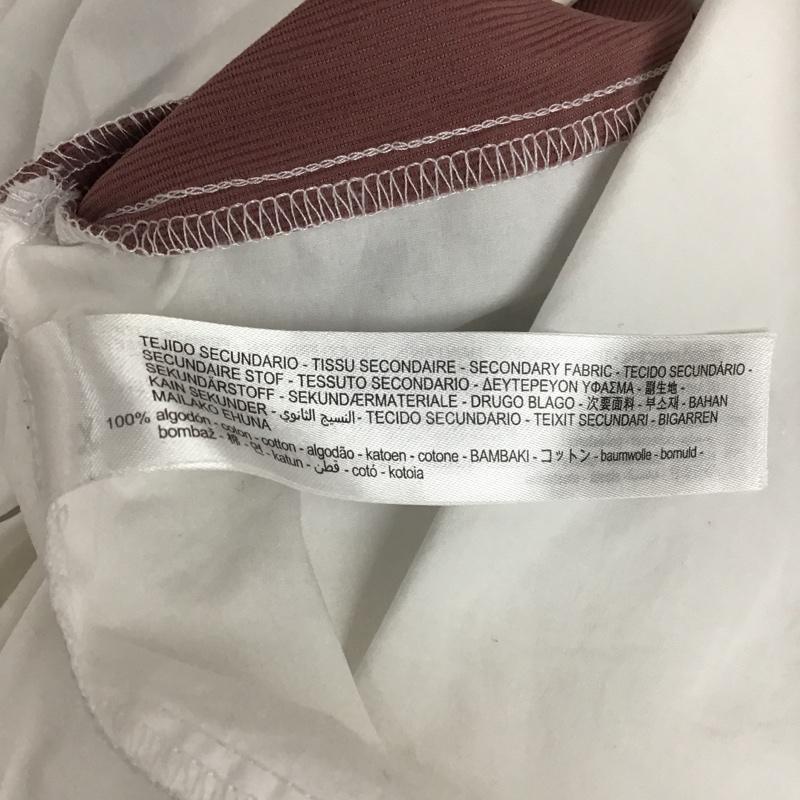 TEJIDO SECUNDARIO - TISSU SECONDAIRE - SECONDARY FABRIC - TECIDO SECUNDÁRIO -
SECUNDAIRE STOF - TESSUTO SECONDARIO - ΔΕΥΤΕΡΕΥΟΝ ΥΦΑΣΜΑ - 副生地 -
SEKUNDÄRSTOFF - SEKUNDÆRMATERIALE - DRUGO BLAGO - 次要面料 - 부소재 - BAHAN
KAIN SEKUNDER - النسيج الثانوي - TECIDO SECUNDARIO - TEIXIT SECUNDARI - BIGARREN
MAILAKO EHUNA
100% algodón - coton - cotton - algodão - katoen - cotone - ΒΑΜΒΑΚΙ - コットン - baumwolle - bomuld -
bombaž - 棉 - 면 - katun - قطن - cotó - kotoia